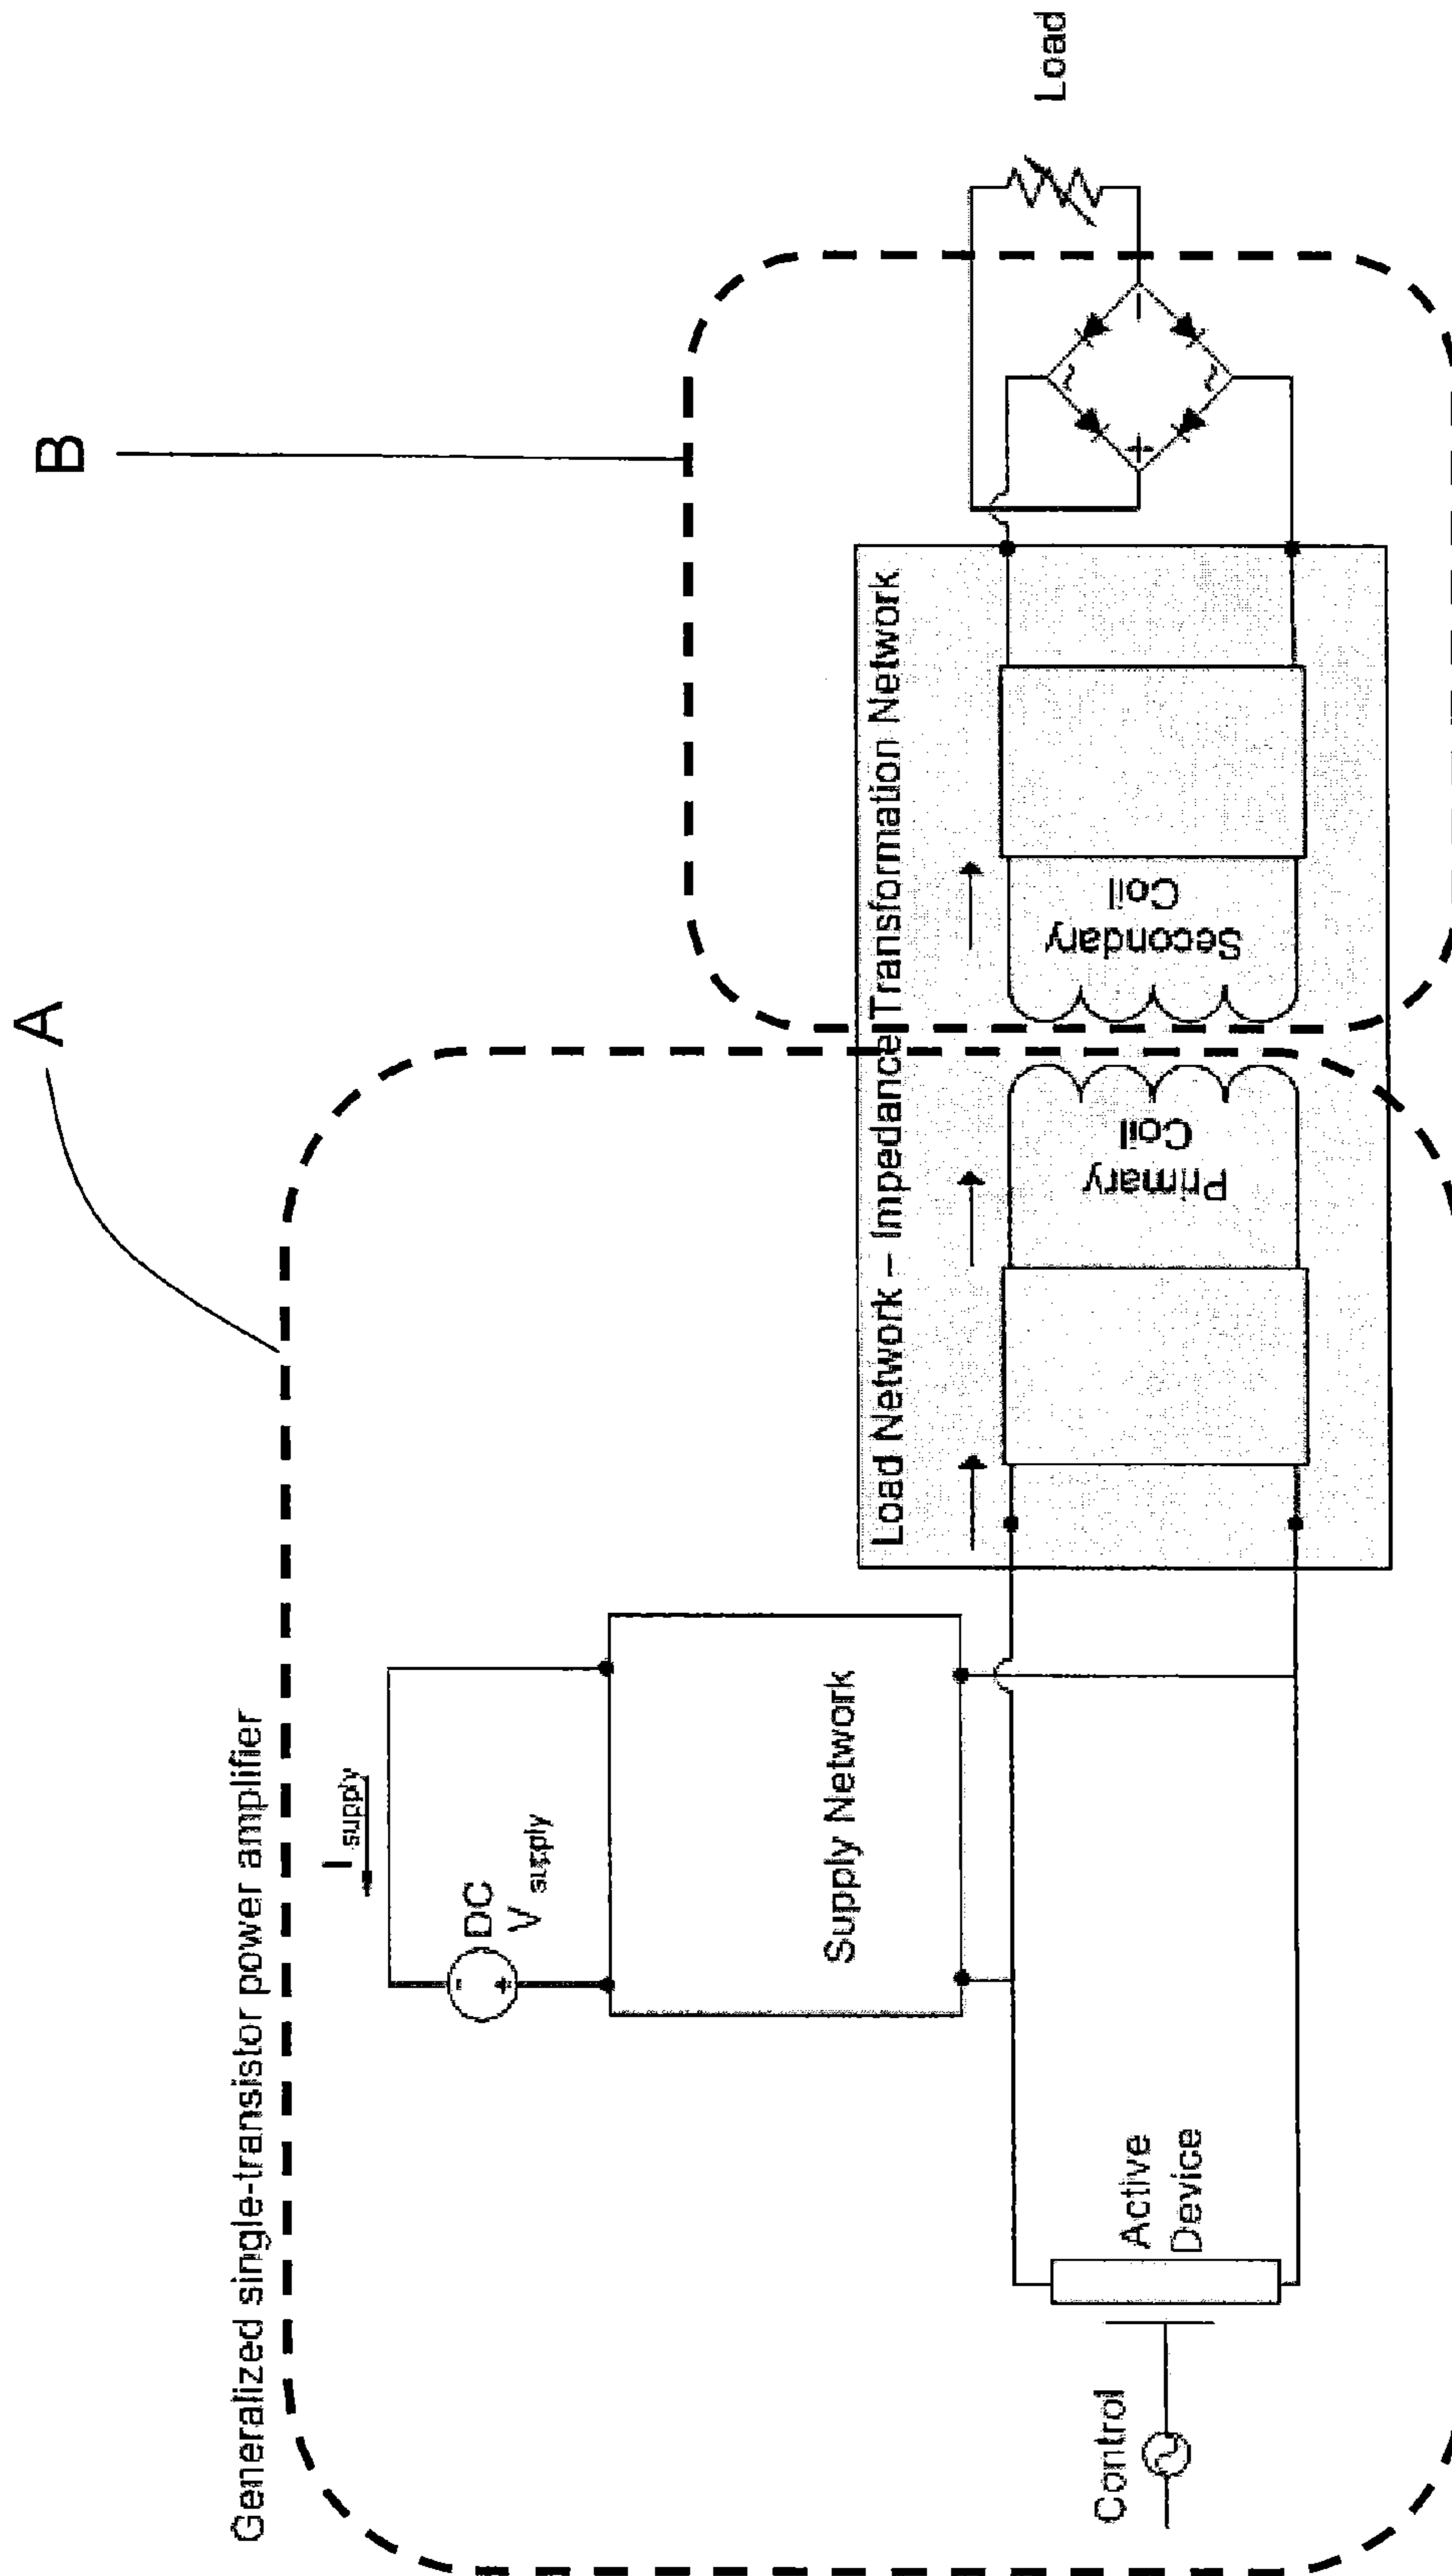 A
B
Generalized single-transistor power amplifier
I supply
DC
V supply
- +
Supply Network
Load Network – Impedance Transformation Network
Control
Active
Device
Primary
Coil
Secondary
Coil
~
+ -
~
Load